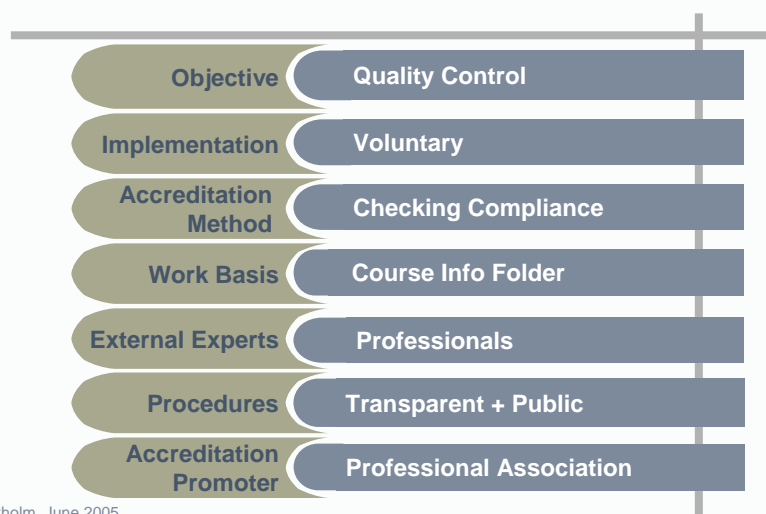 Objective Quality Control
Implementation Voluntary
Accreditation
Method Checking Compliance
Work Basis Course Info Folder
External Experts Professionals
Procedures Transparent + Public
Accreditation
Promoter Professional Association
June 2005